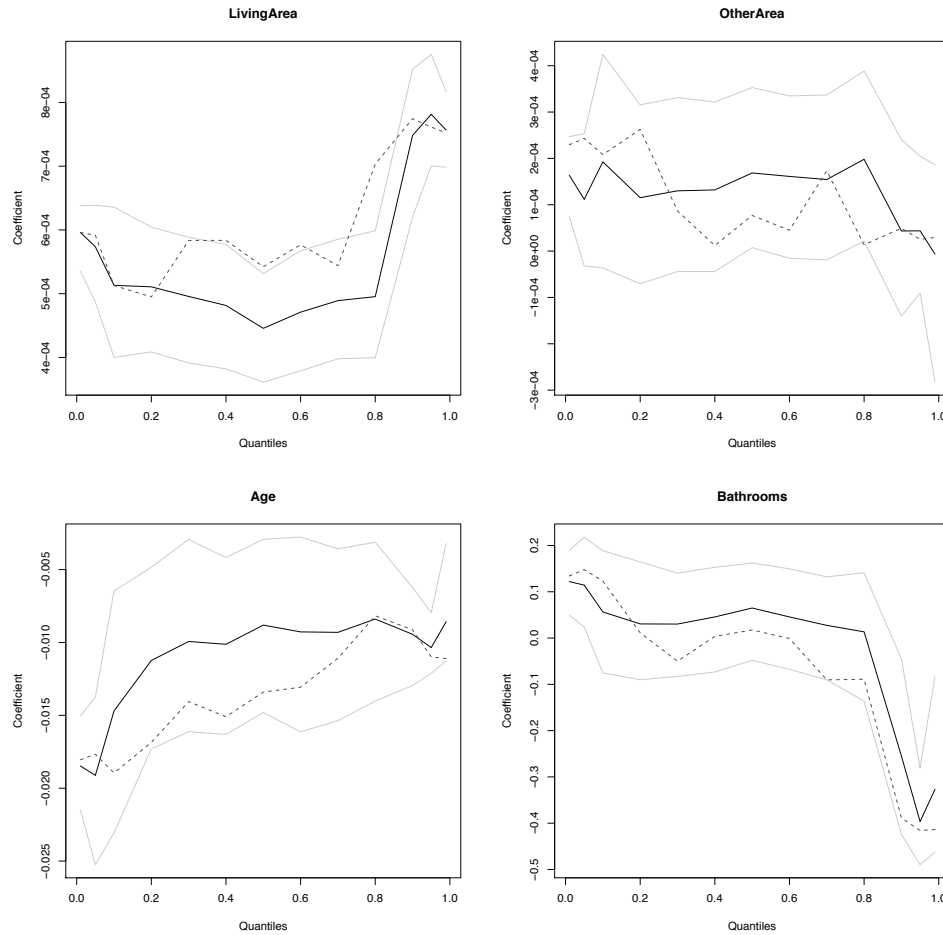 LivingArea
8e−04
7e−04
6e−04
5e−04
4e−04
Coefficient
0.0 0.2 0.4 0.6 0.8 1.0
Quantiles
OtherArea
4e−04
3e−04
2e−04
1e−04
0e+00
−1e−04
−3e−04
Coefficient
0.0 0.2 0.4 0.6 0.8 1.0
Quantiles
Age
−0.005
−0.010
−0.015
−0.020
−0.025
Coefficient
0.0 0.2 0.4 0.6 0.8 1.0
Quantiles
Bathrooms
0.2
0.1
0.0
−0.1
−0.2
−0.3
−0.4
−0.5
Coefficient
0.0 0.2 0.4 0.6 0.8 1.0
Quantiles